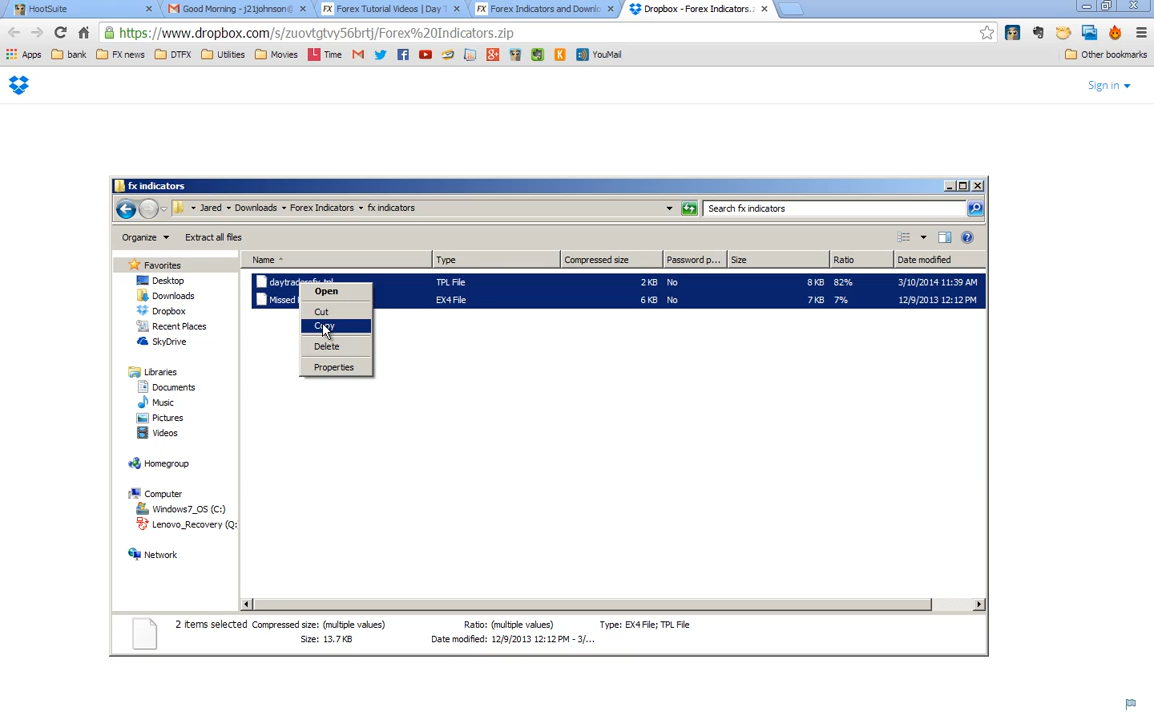 HootSuite
Good Morning - j21johnson@
Forex Tutorial Videos | Day T
Forex Indicators and Downlo
Dropbox - Forex Indicators.
https://www.dropbox.com/s/zuovtgtvy56brtj/Forex%20Indicators.zip
Apps bank FX news DTFX Utilities Movies Time YouMail Other bookmarks
Sign in
fx indicators
Jared Downloads Forex Indicators fx indicators
Search fx indicators
Organize Extract all files
Name Type Compressed size Password p... Size Ratio Date modified
TPL File 2 KB No 8 KB 82% 3/10/2014 11:39 AM
Missed EX4 File 6 KB No 7 KB 7% 12/9/2013 12:12 PM
Open
Cut
Copy
Delete
Properties
Favorites
Desktop
Downloads
Dropbox
Recent Places
SkyDrive
Libraries
Documents
Music
Pictures
Videos
Homegroup
Computer
Windows7_OS (C:)
Lenovo_Recovery (Q:
Network
2 items selected Compressed size: (multiple values) Ratio: (multiple values) Type: EX4 File; TPL File
Size: 13.7 KB Date modified: 12/9/2013 12:12 PM - 3/...